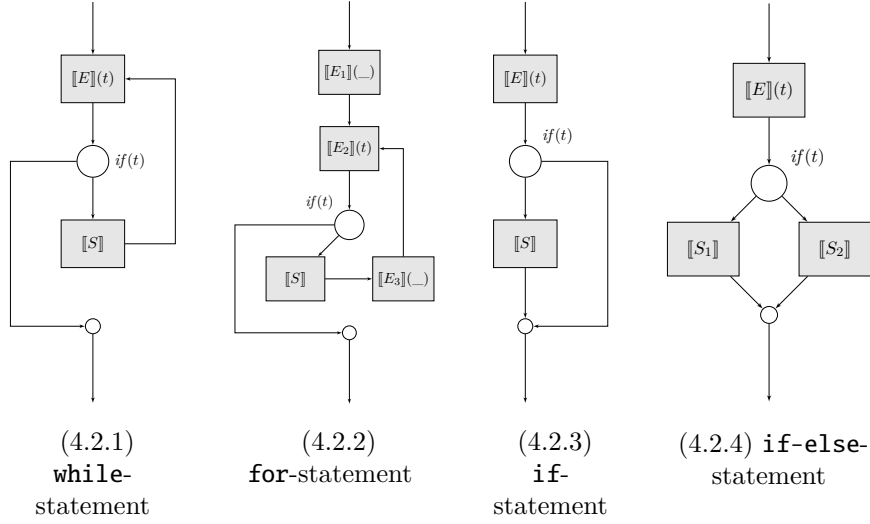 ⟦E⟧(t)
if(t)
⟦S⟧
(4.2.1)
while-
statement
⟦E₁⟧(_)
⟦E₂⟧(t)
if(t)
⟦S⟧
⟦E₃⟧(_)
(4.2.2)
for-statement
⟦E⟧(t)
if(t)
⟦S⟧
(4.2.3)
if-
statement
⟦E⟧(t)
if(t)
⟦S₁⟧
⟦S₂⟧
(4.2.4) if-else-
statement